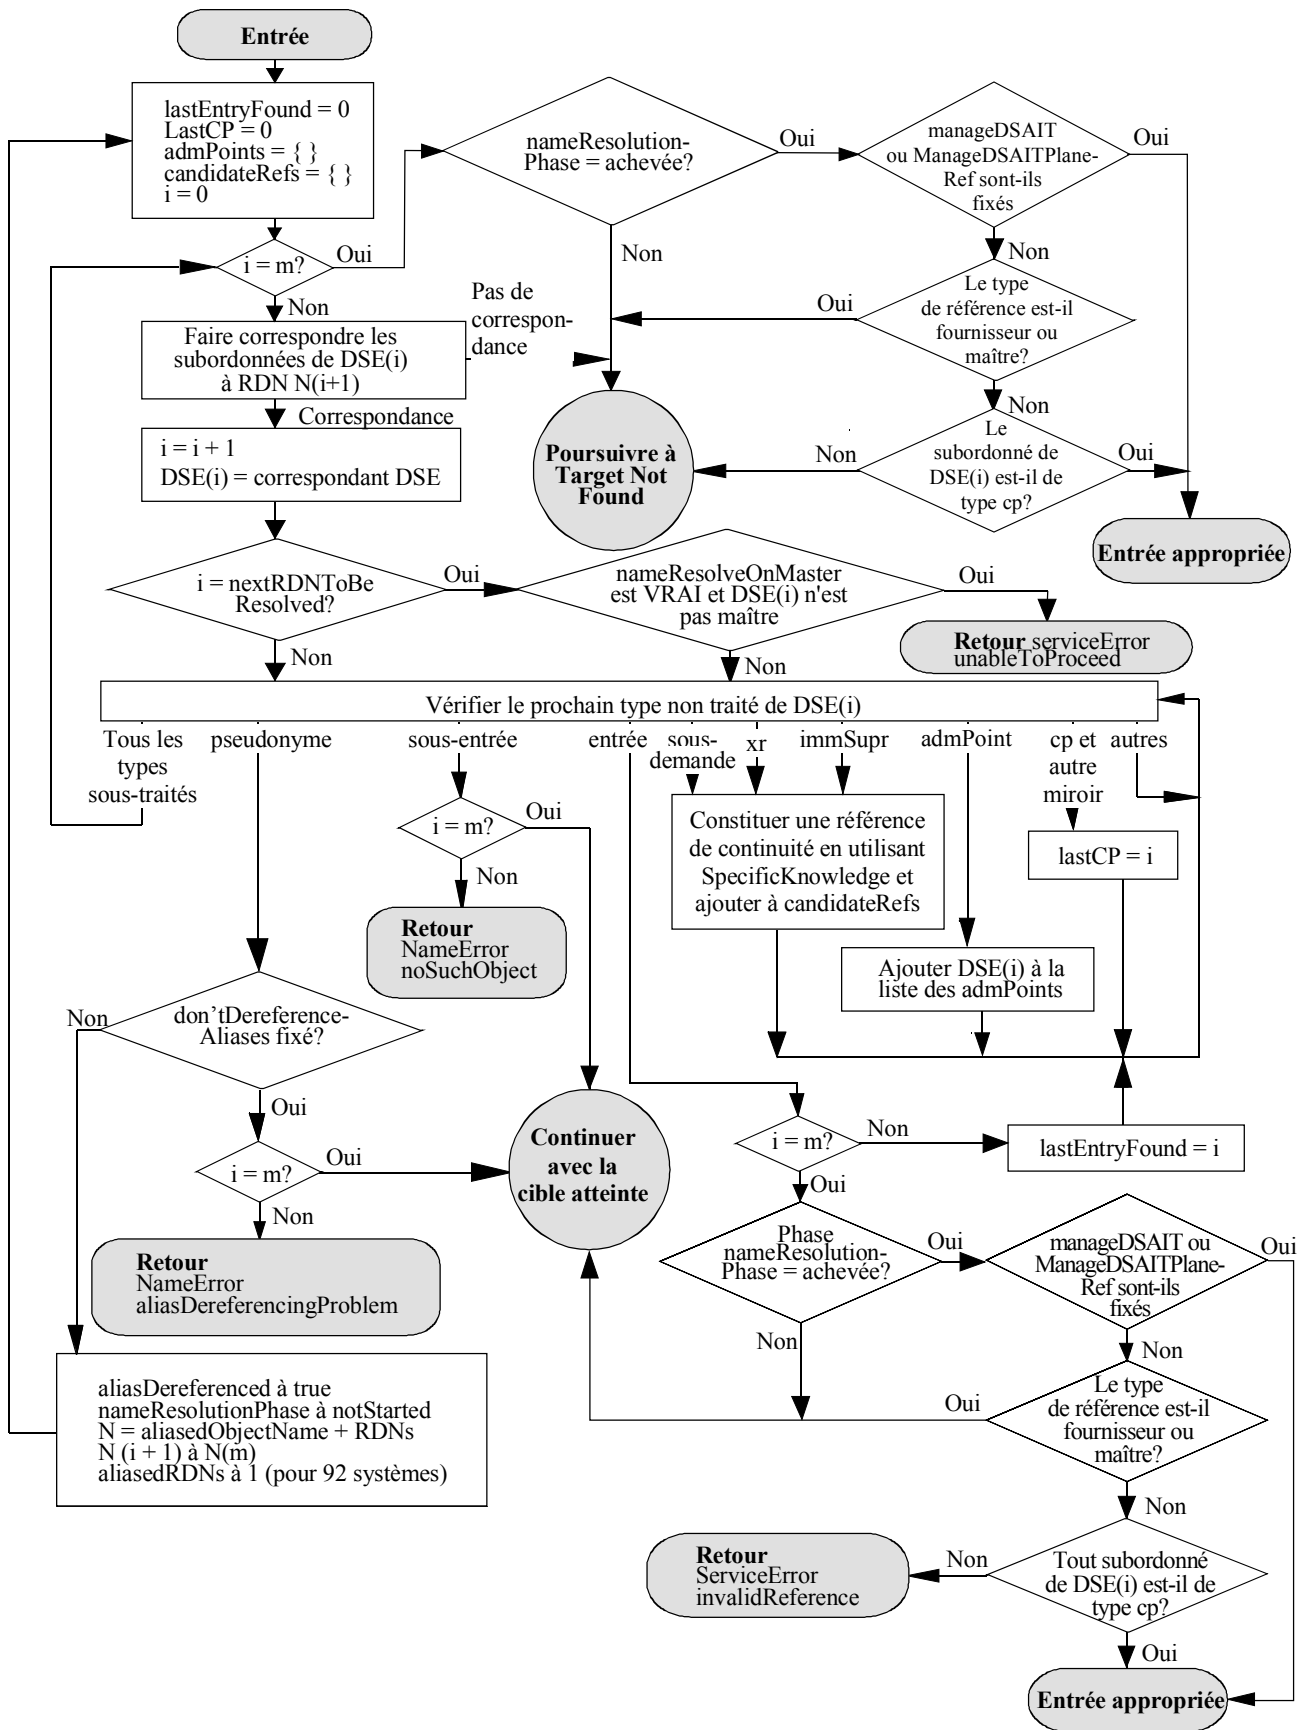 Entrée
lastEntryFound = 0
LastCP = 0
admPoints = { }
candidateRefs = { }
i = 0
nameResolution-
Phase = achevée?
Oui
manageDSAIT
ou ManageDSAITPlane-
Ref sont-ils
fixés
Oui
i = m?
Oui
Non
Non
Non
Pas de
correspon-
dance
Faire correspondre les
subordonnées de DSE(i)
à RDN N(i+1)
Le type
de référence est-il
fournisseur ou
maître?
Oui
Non
Correspondance
i = i + 1
DSE(i) = correspondant DSE
Poursuivre à
Target Not
Found
Non
Le
subordonné de
DSE(i) est-il de
type cp?
Oui
Entrée appropriée
i = nextRDNToBe
Resolved?
Oui
nameResolveOnMaster
est VRAI et DSE(i) n'est
pas maître
Oui
Retour serviceError
unableToProceed
Non
Non
Vérifier le prochain type non traité de DSE(i)
Tous les
types
sous-traités
pseudonyme
sous-entrée
entrée
sous-
demande
xr
immSupr
admPoint
cp et
autre
miroir
autres
i = m?
Oui
Non
Constituer une référence
de continuité en utilisant
SpecificKnowledge et
ajouter à candidateRefs
lastCP = i
Retour
NameError
noSuchObject
Ajouter DSE(i) à la
liste des admPoints
Non
don'tDereference-
Aliases fixé?
Oui
i = m?
Oui
Non
Continuer
avec la
cible atteinte
i = m?
Non
lastEntryFound = i
Oui
Retour
NameError
aliasDereferencingProblem
Phase
nameResolution-
Phase = achevée?
Oui
manageDSAIT ou
ManageDSAITPlane-
Ref sont-ils
fixés
Oui
Non
Non
aliasDereferenced à true
nameResolutionPhase à notStarted
N = aliasedObjectName + RDNs
N (i + 1) à N(m)
aliasedRDNs à 1 (pour 92 systèmes)
Oui
Le type
de référence est-il
fournisseur ou
maître?
Non
Retour
ServiceError
invalidReference
Non
Tout subordonné
de DSE(i) est-il de
type cp?
Oui
Entrée appropriée